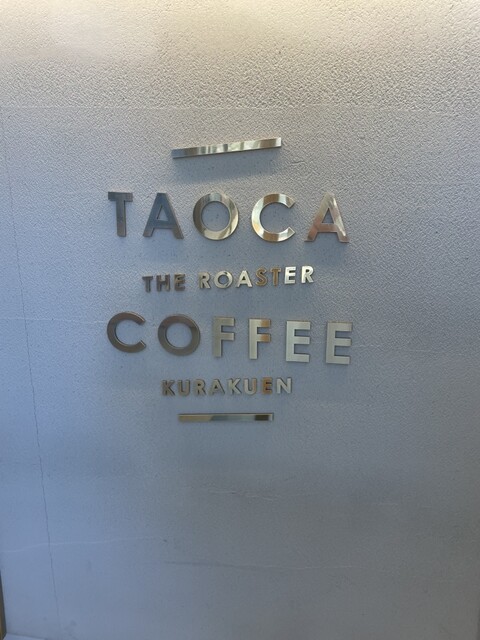 TAOCA
THE ROASTER
COFFEE
KURAKUEN